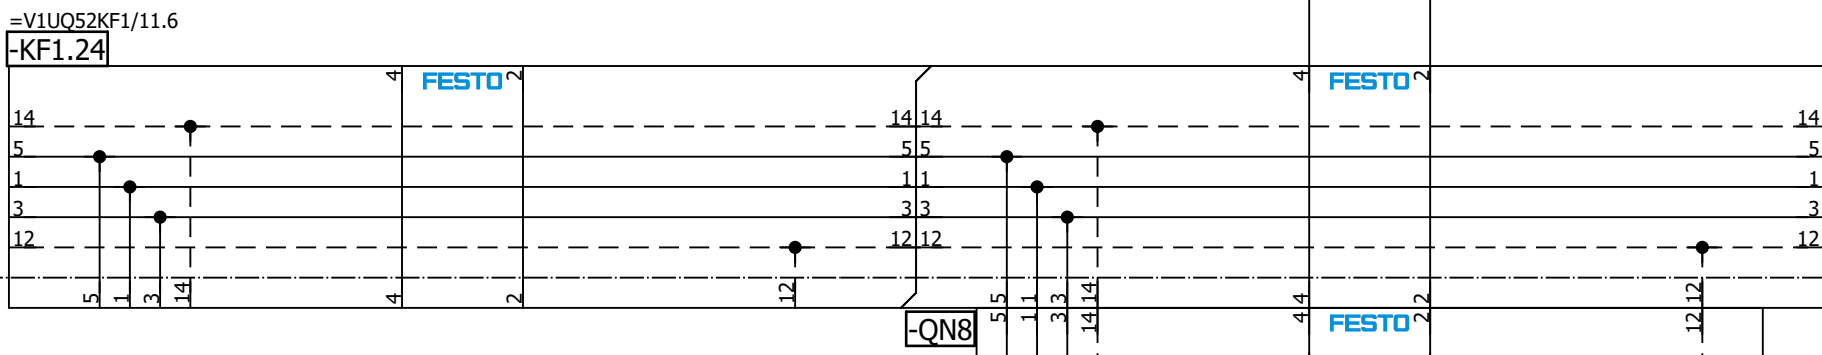 =V1UQ52KF1/11.6
-KF1.24
4 FESTO 2 4 FESTO 2
14 14 14 14
5 5 5 5
1 1 1 1
3 3 3 3
12 12 12 12
5 1 3 14 4 2 12 5 1 3 14 4 2 12
-QN8 5 1 3 14 4 FESTO 2 12